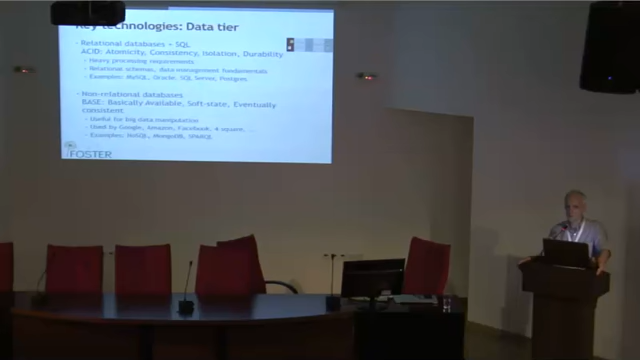 Key technologies: Data tier
- Relational databases – SQL
ACID: Atomicity, Consistency, Isolation, Durability
- Heavy processing requirements
- Relational schemes, data management fundamentals
- Examples: MySQL, Oracle, SQL Server, Postgres
- Non-relational databases
BASE: Basically Available, Soft-state, Eventually
consistent
- Useful for big data manipulation
- Used by Google, Amazon, Facebook, 4 square, ...
- Examples: NoSQL, MongoDB, SPARQL
FOSTER